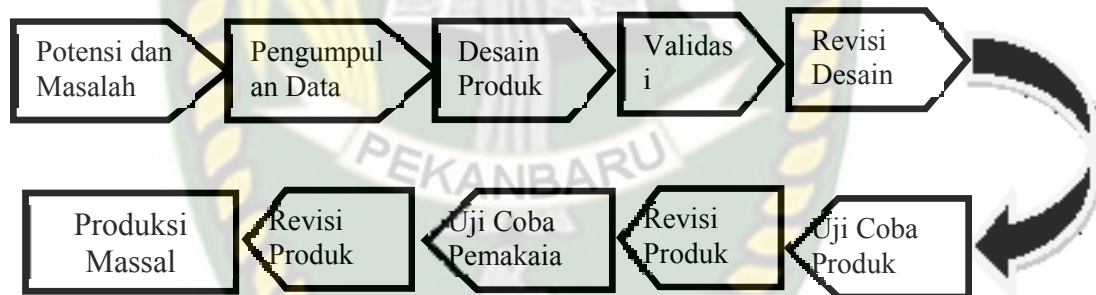 Potensi dan
Masalah
Pengumpul
an Data
Desain
Produk
Validas
i
Revisi
Desain
PEKANBARU
Uji Coba
Produk
Revisi
Produk
Uji Coba
Pemakaia
Revisi
Produk
Produksi
Massal